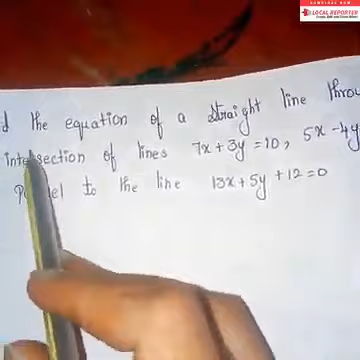 LOCAL REPORTER
the equation of a straight line throu
intersection of lines 7x + 3y = 10, 5x - 4y
to the line 13x + 5y + 12 = 0